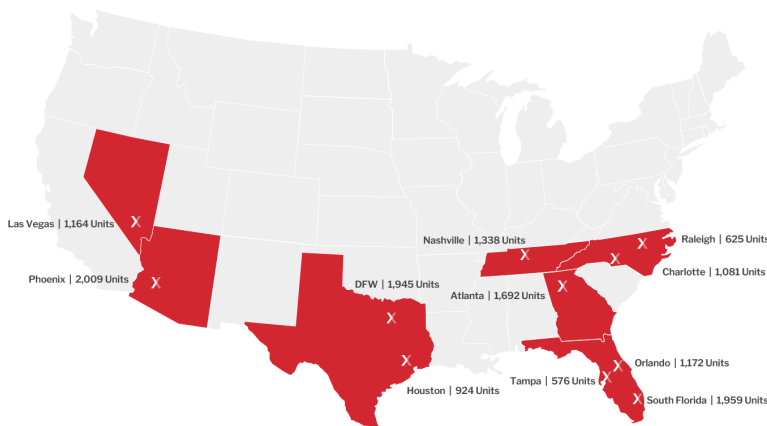 Las Vegas | 1,164 Units
Phoenix | 2,009 Units
DFW | 1,945 Units
Houston | 924 Units
Nashville | 1,338 Units
Atlanta | 1,692 Units
Raleigh | 625 Units
Charlotte | 1,081 Units
Orlando | 1,172 Units
Tampa | 576 Units
South Florida | 1,959 Units